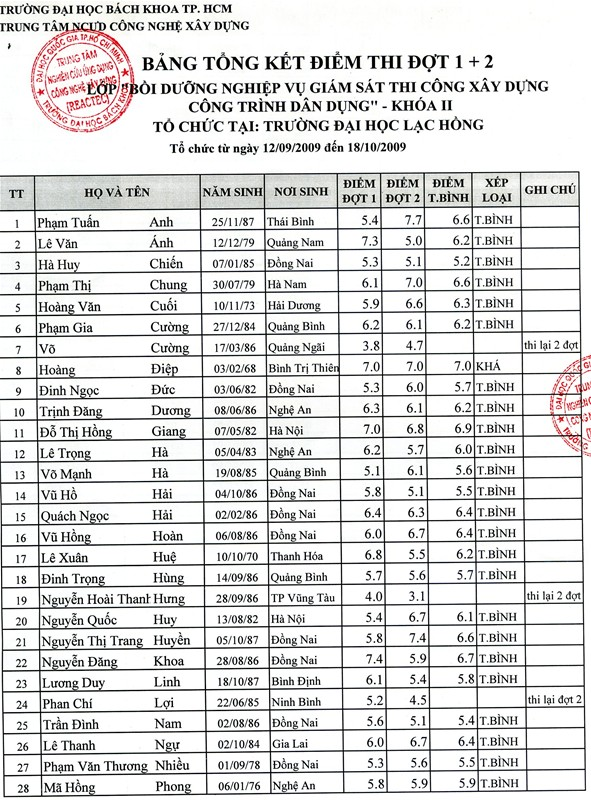 TRƯỜNG ĐẠI HỌC BÁCH KHOA TP. HCM
TRUNG TÂM NCƯD CÔNG NGHỆ XÂY DỰNG
BẢNG TỔNG KẾT ĐIỂM THI ĐỢT 1 + 2
LỚP "BỒI DƯỠNG NGHIỆP VỤ GIÁM SÁT THI CÔNG XÂY DỰNG
CÔNG TRÌNH DÂN DỤNG" - KHÓA II
TỔ CHỨC TẠI: TRƯỜNG ĐẠI HỌC LẠC HỒNG
Tổ chức từ ngày 12/09/2009 đến 18/10/2009
ĐẠI HỌC QUỐC GIA TP.HỒ CHÍ MINH
TRUNG TÂM
NGHIÊN CỨU ỨNG DỤNG
CÔNG NGHỆ XÂY DỰNG
(REACTEC)
TRƯỜNG ĐẠI HỌC BÁCH
TT HỌ VÀ TÊN NĂM SINH NƠI SINH ĐIỂM ĐỢT 1 ĐIỂM ĐỢT 2 ĐIỂM T.BÌNH XẾP LOẠI GHI CHÚ
1 Phạm Tuấn Anh 25/11/87 Thái Bình 5.4 7.7 6.6 T.BÌNH
2 Lê Văn Ánh 12/12/79 Quảng Nam 7.3 5.0 6.2 T.BÌNH
3 Hà Huy Chiến 07/01/85 Đồng Nai 5.3 5.1 5.2 T.BÌNH
4 Phạm Thị Chung 30/07/79 Hà Nam 6.1 7.0 6.6 T.BÌNH
5 Hoàng Văn Cuối 10/11/73 Hải Dương 5.9 6.6 6.3 T.BÌNH
6 Phạm Gia Cường 27/12/84 Quảng Bình 6.2 6.1 6.2 T.BÌNH
7 Võ Cường 17/03/86 Quảng Ngãi 3.8 4.7 thi lại 2 đợt
8 Hoàng Điệp 03/02/68 Bình Trị Thiên 7.0 7.0 7.0 KHÁ
9 Đinh Ngọc Đức 03/06/82 Đồng Nai 5.3 6.0 5.7 T.BÌNH
10 Trịnh Đăng Dương 08/06/86 Nghệ An 6.3 6.1 6.2 T.BÌNH
11 Đỗ Thị Hồng Giang 07/05/82 Hà Nội 7.0 6.8 6.9 T.BÌNH
12 Lê Trọng Hà 05/04/83 Nghệ An 6.2 5.7 6.0 T.BÌNH
13 Võ Mạnh Hà 19/08/85 Quảng Bình 5.1 6.1 5.6 T.BÌNH
14 Vũ Hồ Hải 04/10/86 Đồng Nai 5.8 5.1 5.5 T.BÌNH
15 Quách Ngọc Hải 02/02/86 Đồng Nai 6.4 6.3 6.4 T.BÌNH
16 Vũ Hồng Hoàn 06/08/86 Đồng Nai 6.0 6.7 6.4 T.BÌNH
17 Lê Xuân Huệ 10/10/70 Thanh Hóa 6.8 5.5 6.2 T.BÌNH
18 Đinh Trọng Hùng 14/09/86 Quảng Bình 5.7 5.6 5.7 T.BÌNH
19 Nguyễn Hoài Thanh Hưng 28/09/86 TP Vũng Tàu 4.0 3.1 thi lại 2 đợt
20 Nguyễn Quốc Huy 13/08/82 Hà Nội 5.4 6.7 6.1 T.BÌNH
21 Nguyễn Thị Trang Huyền 05/10/87 Đồng Nai 5.8 7.4 6.6 T.BÌNH
22 Nguyễn Đăng Khoa 28/08/86 Đồng Nai 7.4 5.9 6.7 T.BÌNH
23 Lương Duy Linh 18/10/87 Bình Định 6.1 5.4 5.8 T.BÌNH
24 Phan Chí Lợi 22/06/85 Ninh Bình 5.2 4.5 thi lại đợt 2
25 Trần Đình Nam 02/08/86 Đồng Nai 5.6 5.1 5.4 T.BÌNH
26 Lê Thanh Ngự 02/10/84 Gia Lai 6.0 6.7 6.4 T.BÌNH
27 Phạm Văn Thương Nhiều 01/09/78 Đồng Nai 5.3 5.6 5.5 T.BÌNH
28 Mã Hồng Phong 06/01/76 Nghệ An 5.8 5.9 5.9 T.BÌNH